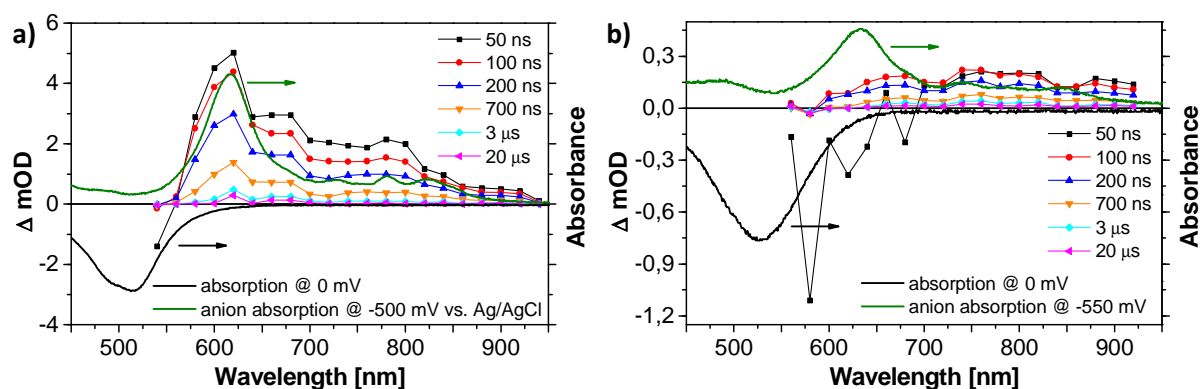 a)
Δ mOD
6
4
2
0
-2
-4
50 ns
100 ns
200 ns
700 ns
3 μs
20 μs
absorption @ 0 mV
anion absorption @ -500 mV vs. Ag/AgCl
Absorbance
500 600 700 800 900
Wavelength [nm]
b)
Δ mOD
0,3
0,0
-0,3
-0,6
-0,9
-1,2
50 ns
100 ns
200 ns
700 ns
3 μs
20 μs
absorption @ 0 mV
anion absorption @ -550 mV
Absorbance
500 600 700 800 900
Wavelength [nm]